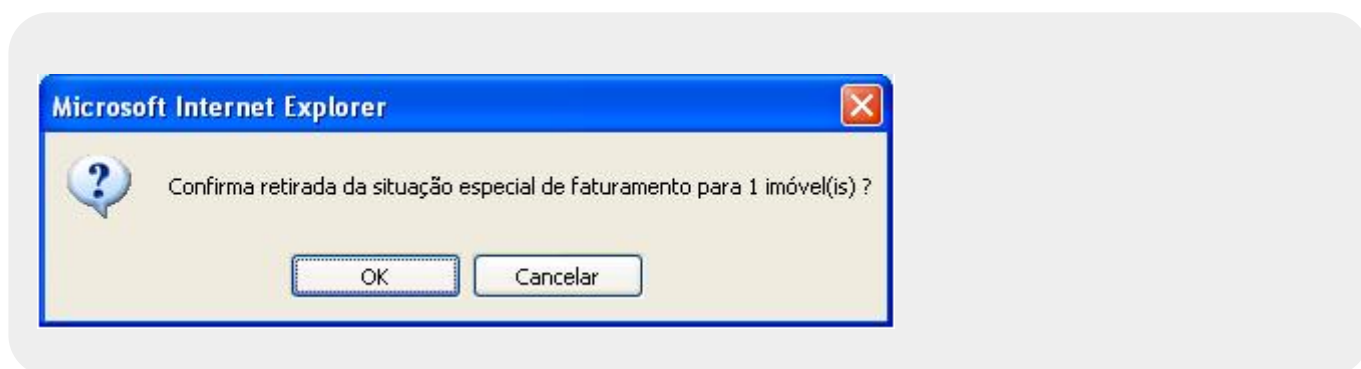 Microsoft Internet Explorer
Confirma retirada da situação especial de faturamento para 1 imóvel(is) ?
OK
Cancelar